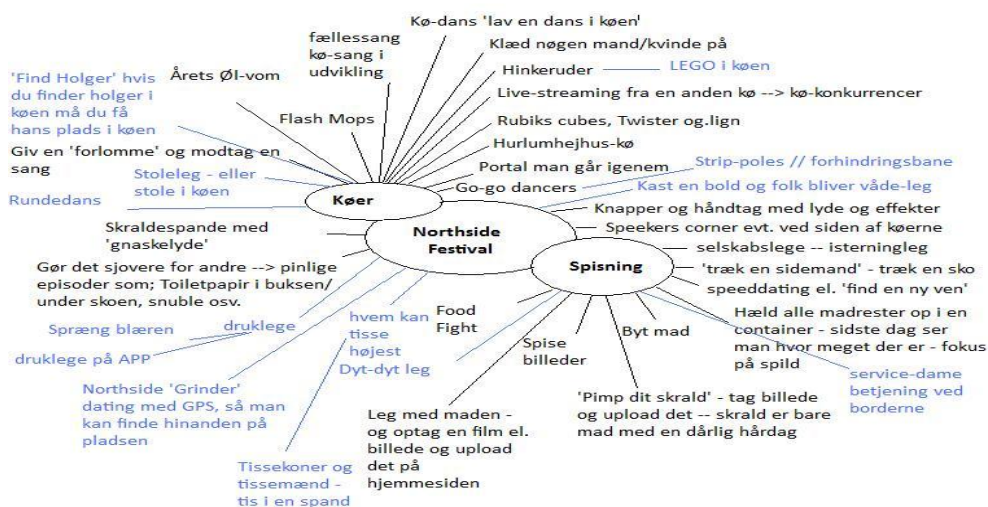 Kø-dans 'lav en dans i køen'
fællessang
kø-sang i
udvikling
Klæd nøgen mand/kvinde på
'Find Holger' hvis
du finder holger i
køen må du få
hans plads i køen
Årets Øl-vom
Hinkeruder
LEGO i køen
Live-streaming fra en anden kø --> kø-konkurrencer
Flash Mops
Rubiks cubes, Twister og.lign
Hurlumhejhus-kø
Giv en 'forlomme' og modtag en
sang
Portal man går igenem
Strip-poles // forhindringsbane
Stoleleg - eller
stole i køen
Go-go dancers
Kast en bold og folk bliver våde-leg
Rundedans
Køer
Knapper og håndtag med lyde og effekter
Skraldespande med
'gnaskelyde'
Northside
Festival
Speekers corner evt. ved siden af køerne
selskabslege -- isterningleg
Gør det sjovere for andre --> pinlige
episoder som; Toiletpapir i buksen/
under skoen, snuble osv.
Spisning
'træk en sidemand' - træk en sko
speeddating el. 'find en ny ven'
Hæld alle madrester op i en
container - sidste dag ser
man hvor meget der er - fokus
på spild
Spræng blæren
druklege
druklege på APP
hvem kan
tisse
højest
Food
Fight
Spise
billeder
Byt mad
Dyt-dyt leg
service-dame
betjening ved
borderne
Northside 'Grinder'
dating med GPS, så man
kan finde hinanden på
pladsen
Leg med maden -
og optag en film el.
billede og upload
det på
hjemmesiden
'Pimp dit skrald' - tag billede
og upload det -- skrald er bare
mad med en dårlig hårdag
Tissekoner og
tissemænd -
tis i en spand